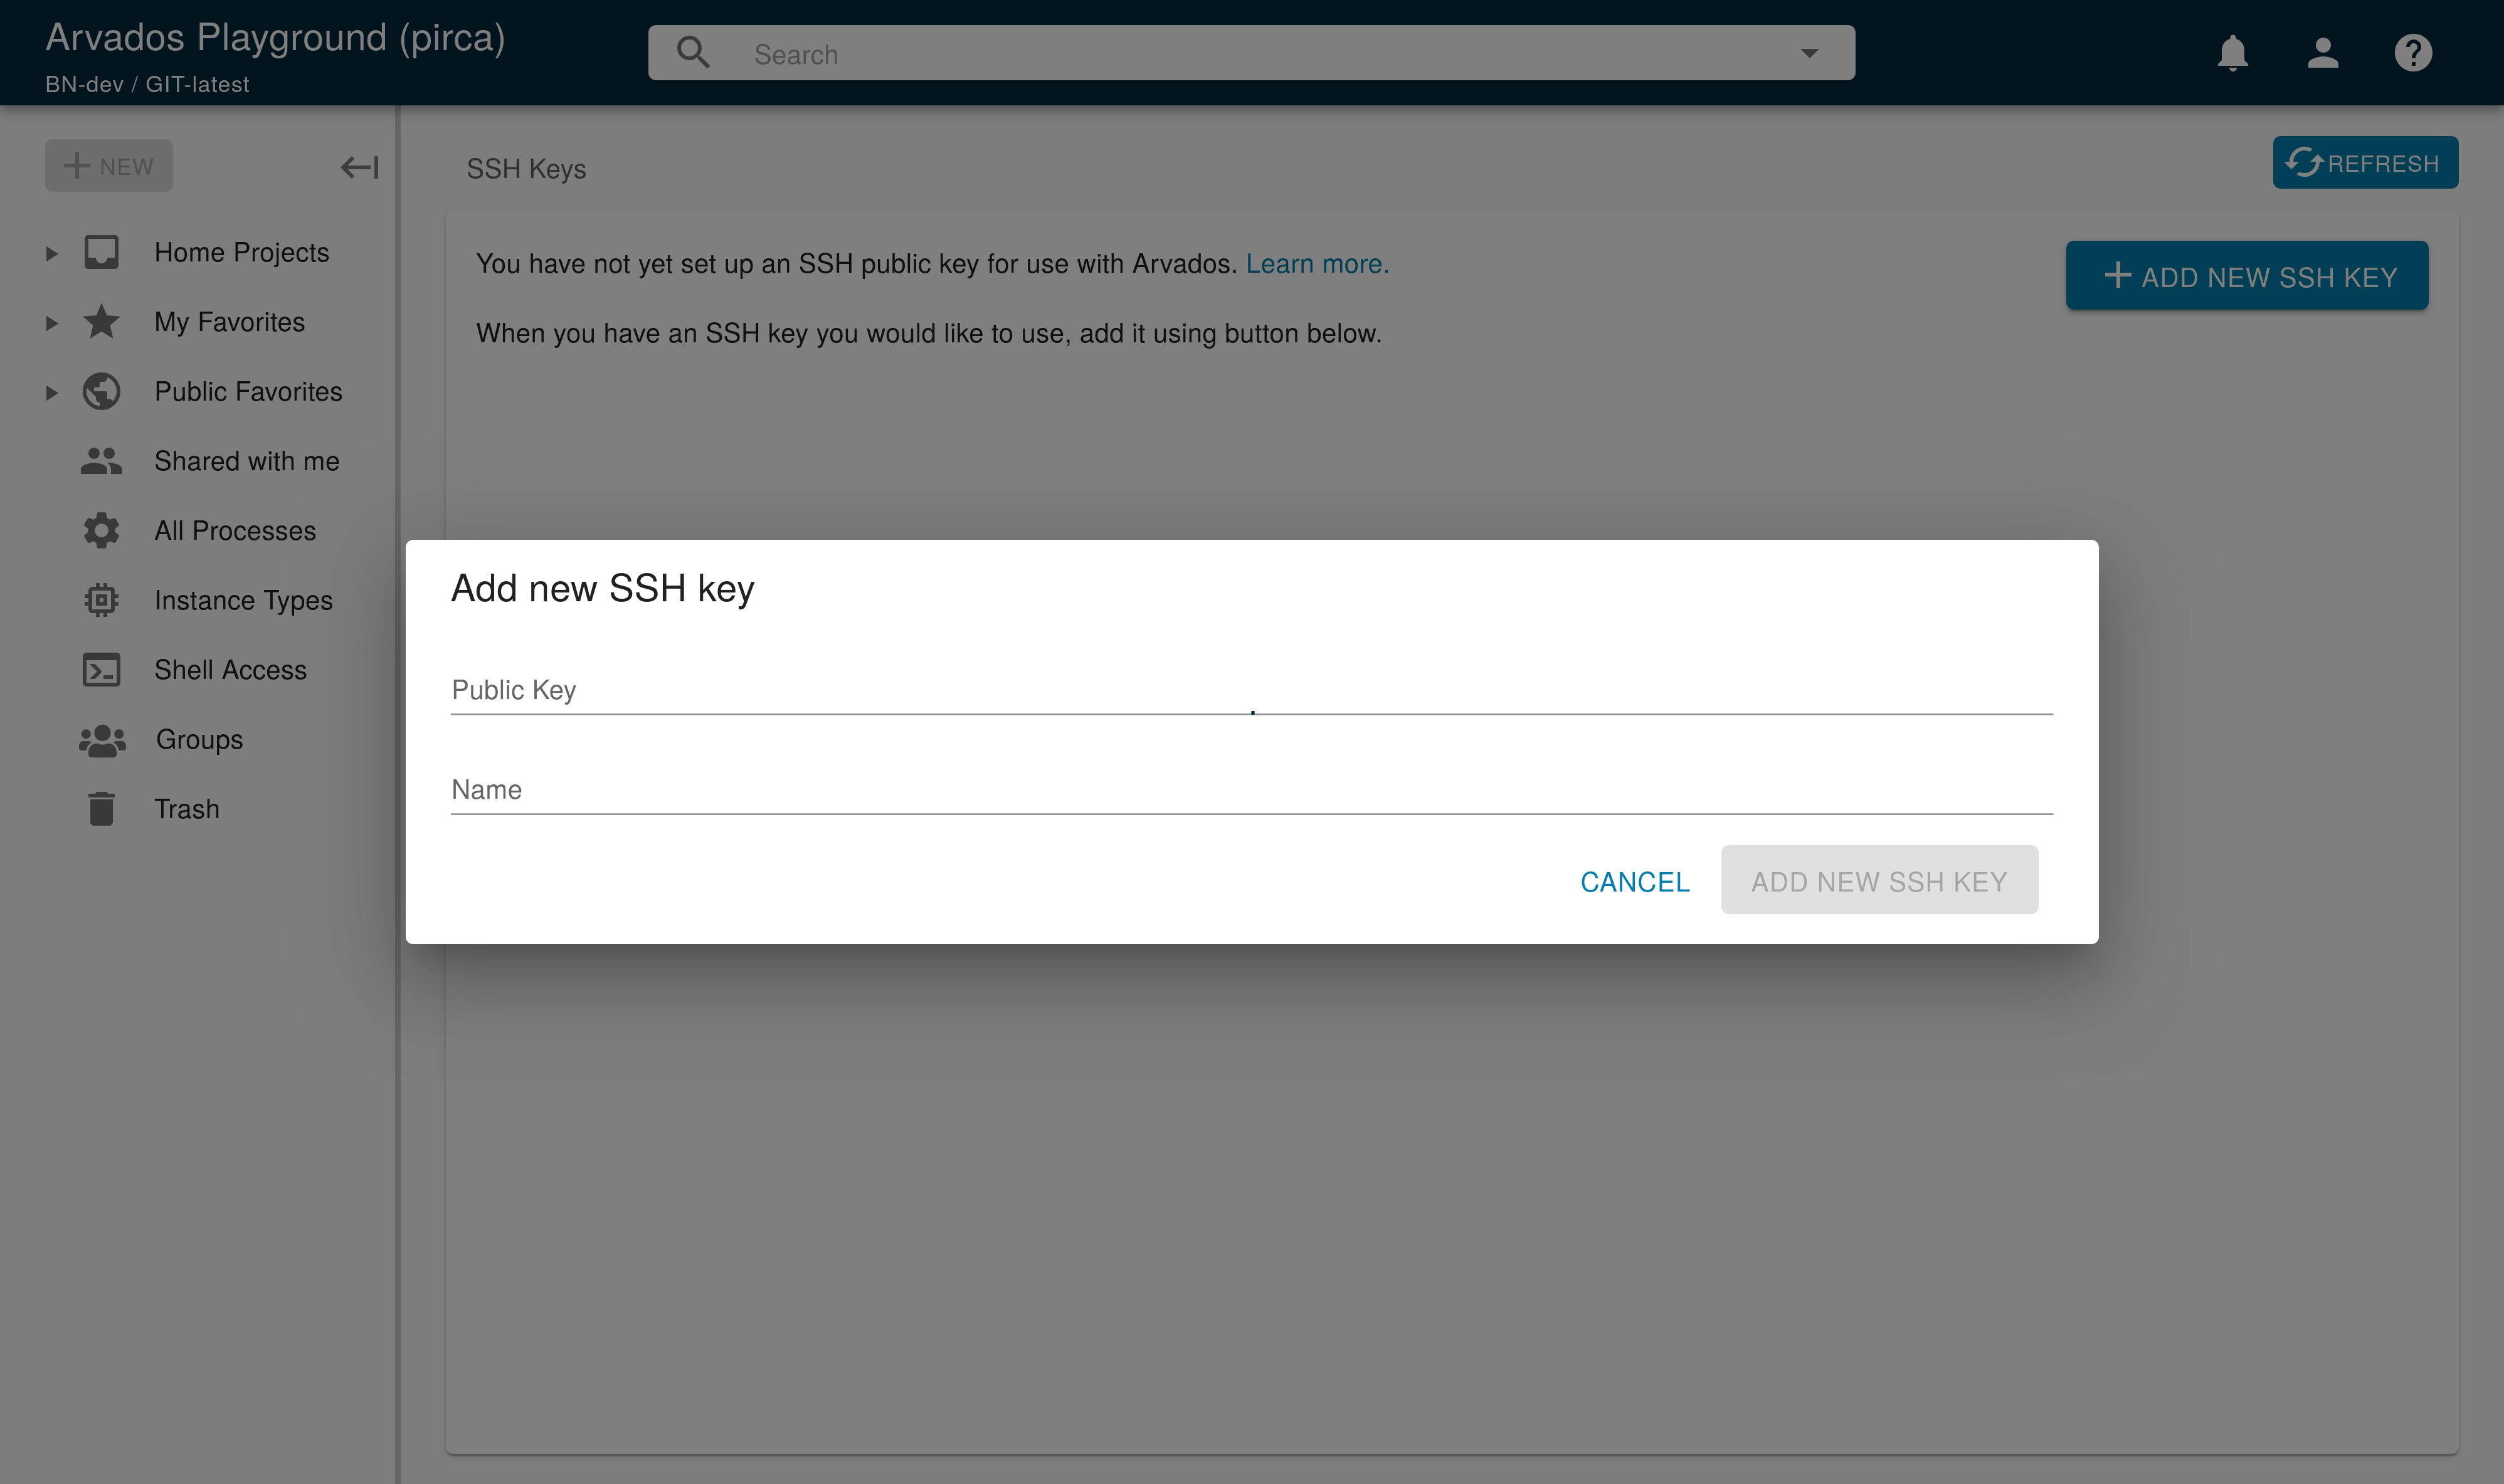 Arvados Playground (pirca)
BN-dev / GIT-latest
Search
NEW
SSH Keys
REFRESH
Home Projects
My Favorites
Public Favorites
Shared with me
All Processes
Instance Types
Shell Access
Groups
Trash
You have not yet set up an SSH public key for use with Arvados. Learn more.
When you have an SSH key you would like to use, add it using button below.
ADD NEW SSH KEY
Add new SSH key
Public Key
Name
CANCEL
ADD NEW SSH KEY